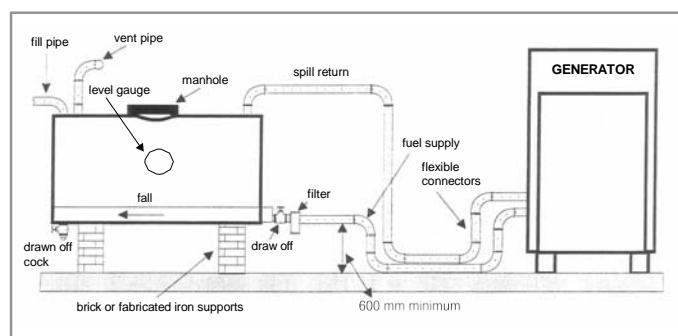 vent pipe
fill pipe
manhole
level gauge
spill return
GENERATOR
fuel supply
flexible
connectors
fall
filter
drawn off
cock
draw off
brick or fabricated iron supports
600 mm minimum